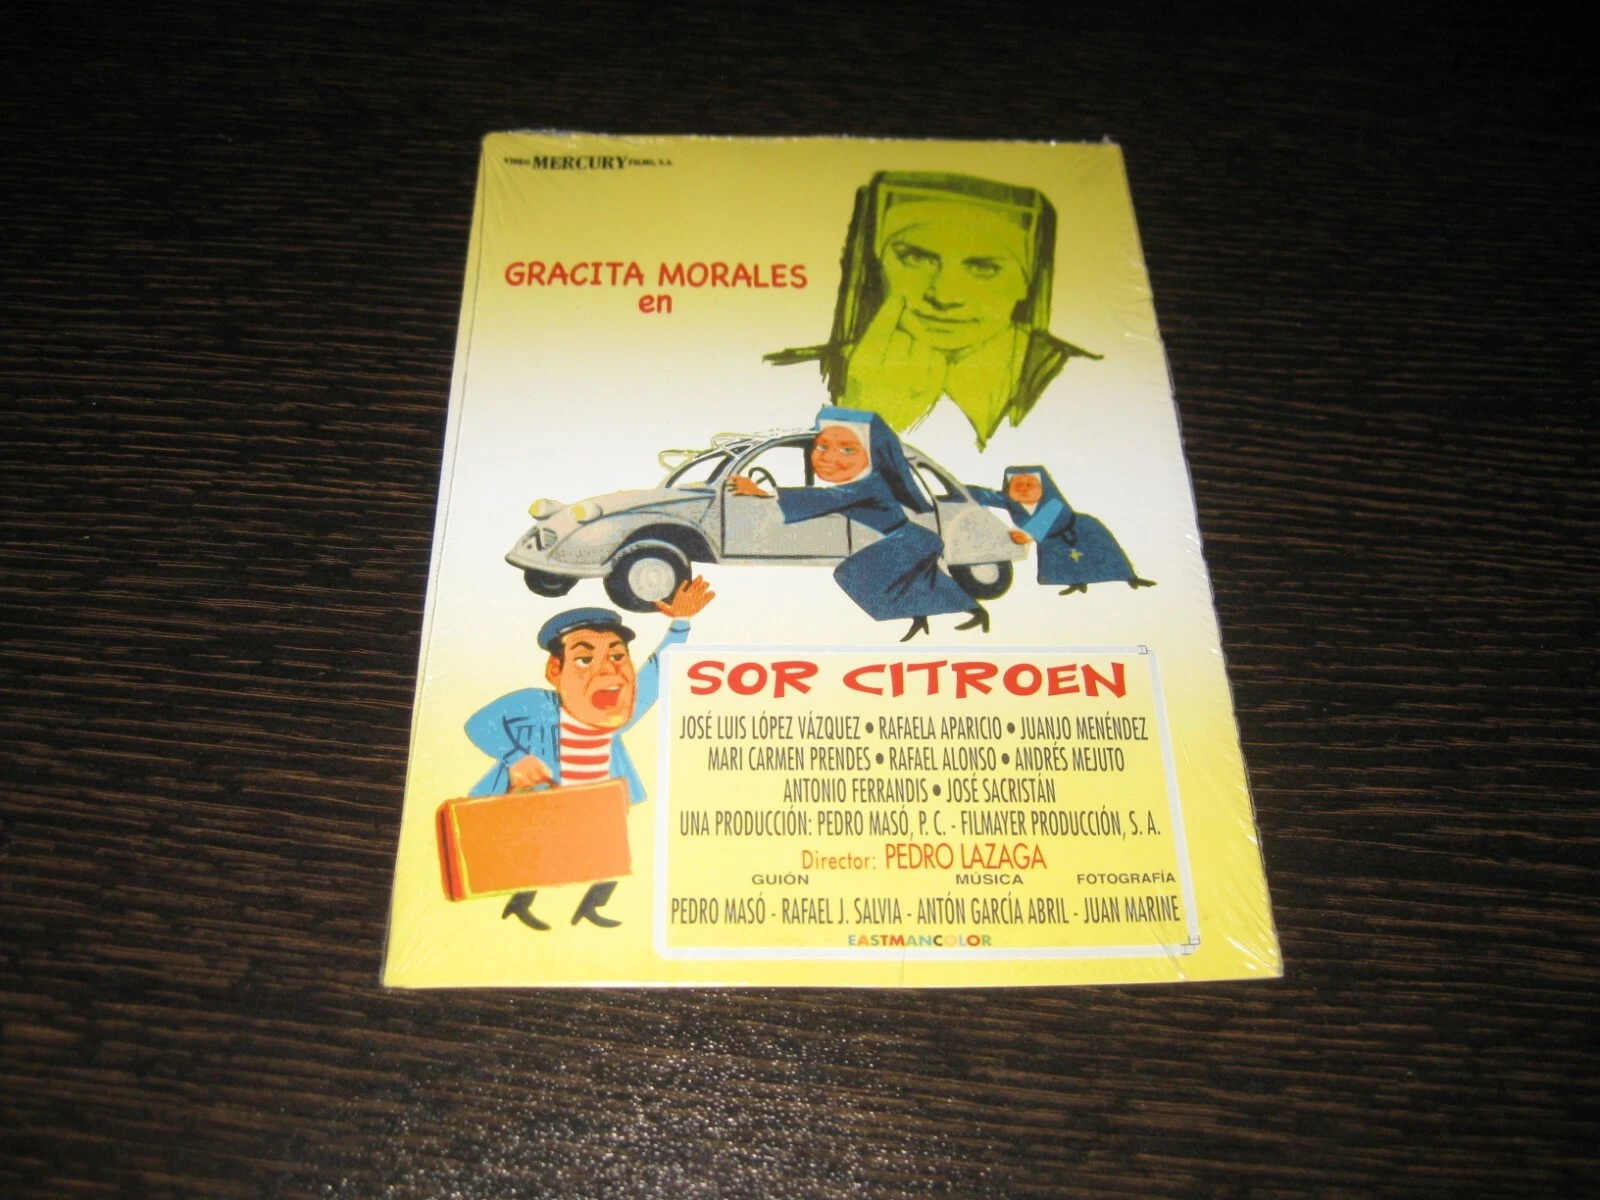 VIDEO MERCURY FILMS, S.A.
GRACITA MORALES
en
SOR CITROEN
JOSÉ LUIS LÓPEZ VÁZQUEZ • RAFAELA APARICIO • JUANJO MENÉNDEZ
MARI CARMEN PRENDES • RAFAEL ALONSO • ANDRÉS MEJUTO
ANTONIO FERRANDIS • JOSÉ SACRISTÁN
UNA PRODUCCIÓN: PEDRO MASÓ, P. C. - FILMAYER PRODUCCIÓN, S. A.
Director: PEDRO LAZAGA
GUIÓN MÚSICA FOTOGRAFÍA
PEDRO MASÓ - RAFAEL J. SALVIA - ANTÓN GARCÍA ABRIL - JUAN MARINE
EASTMANCOLOR